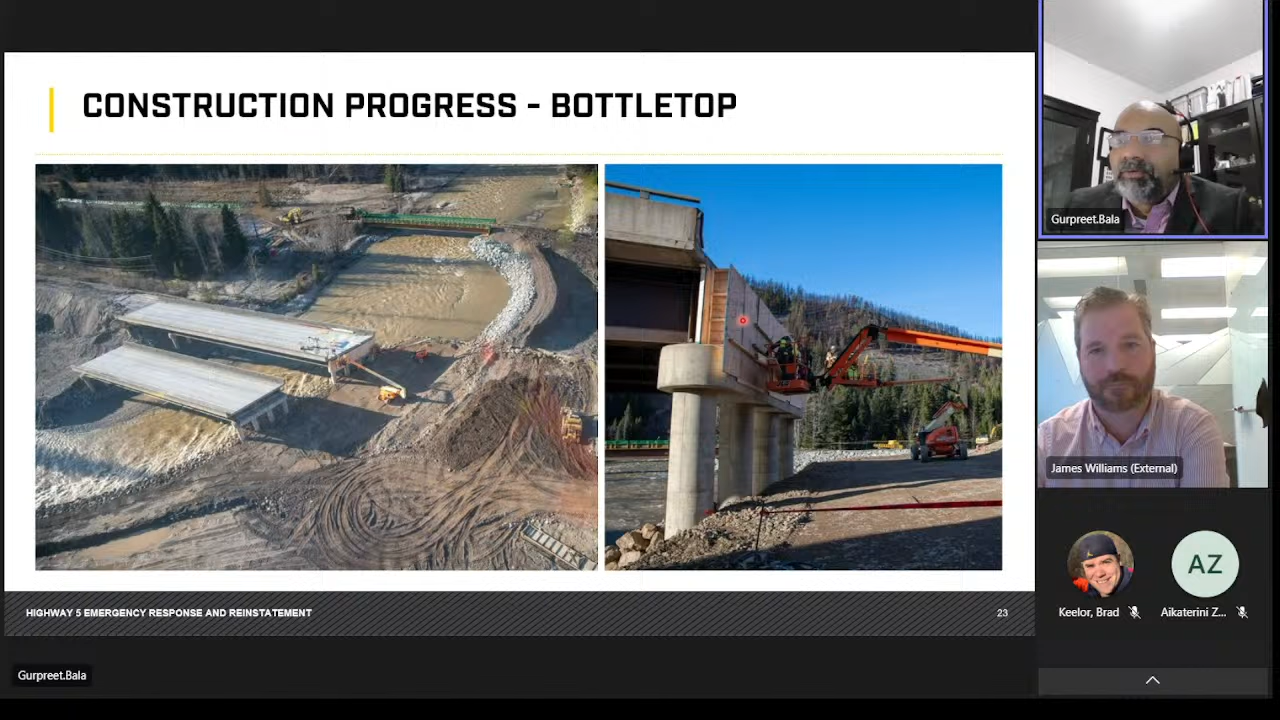 CONSTRUCTION PROGRESS - BOTTLETOP
HIGHWAY 5 EMERGENCY RESPONSE AND REINSTATEMENT
23
Gurpreet.Bala
Gurpreet.Bala
James Williams (External)
AZ
Keelor, Brad
Aikaterini Z...